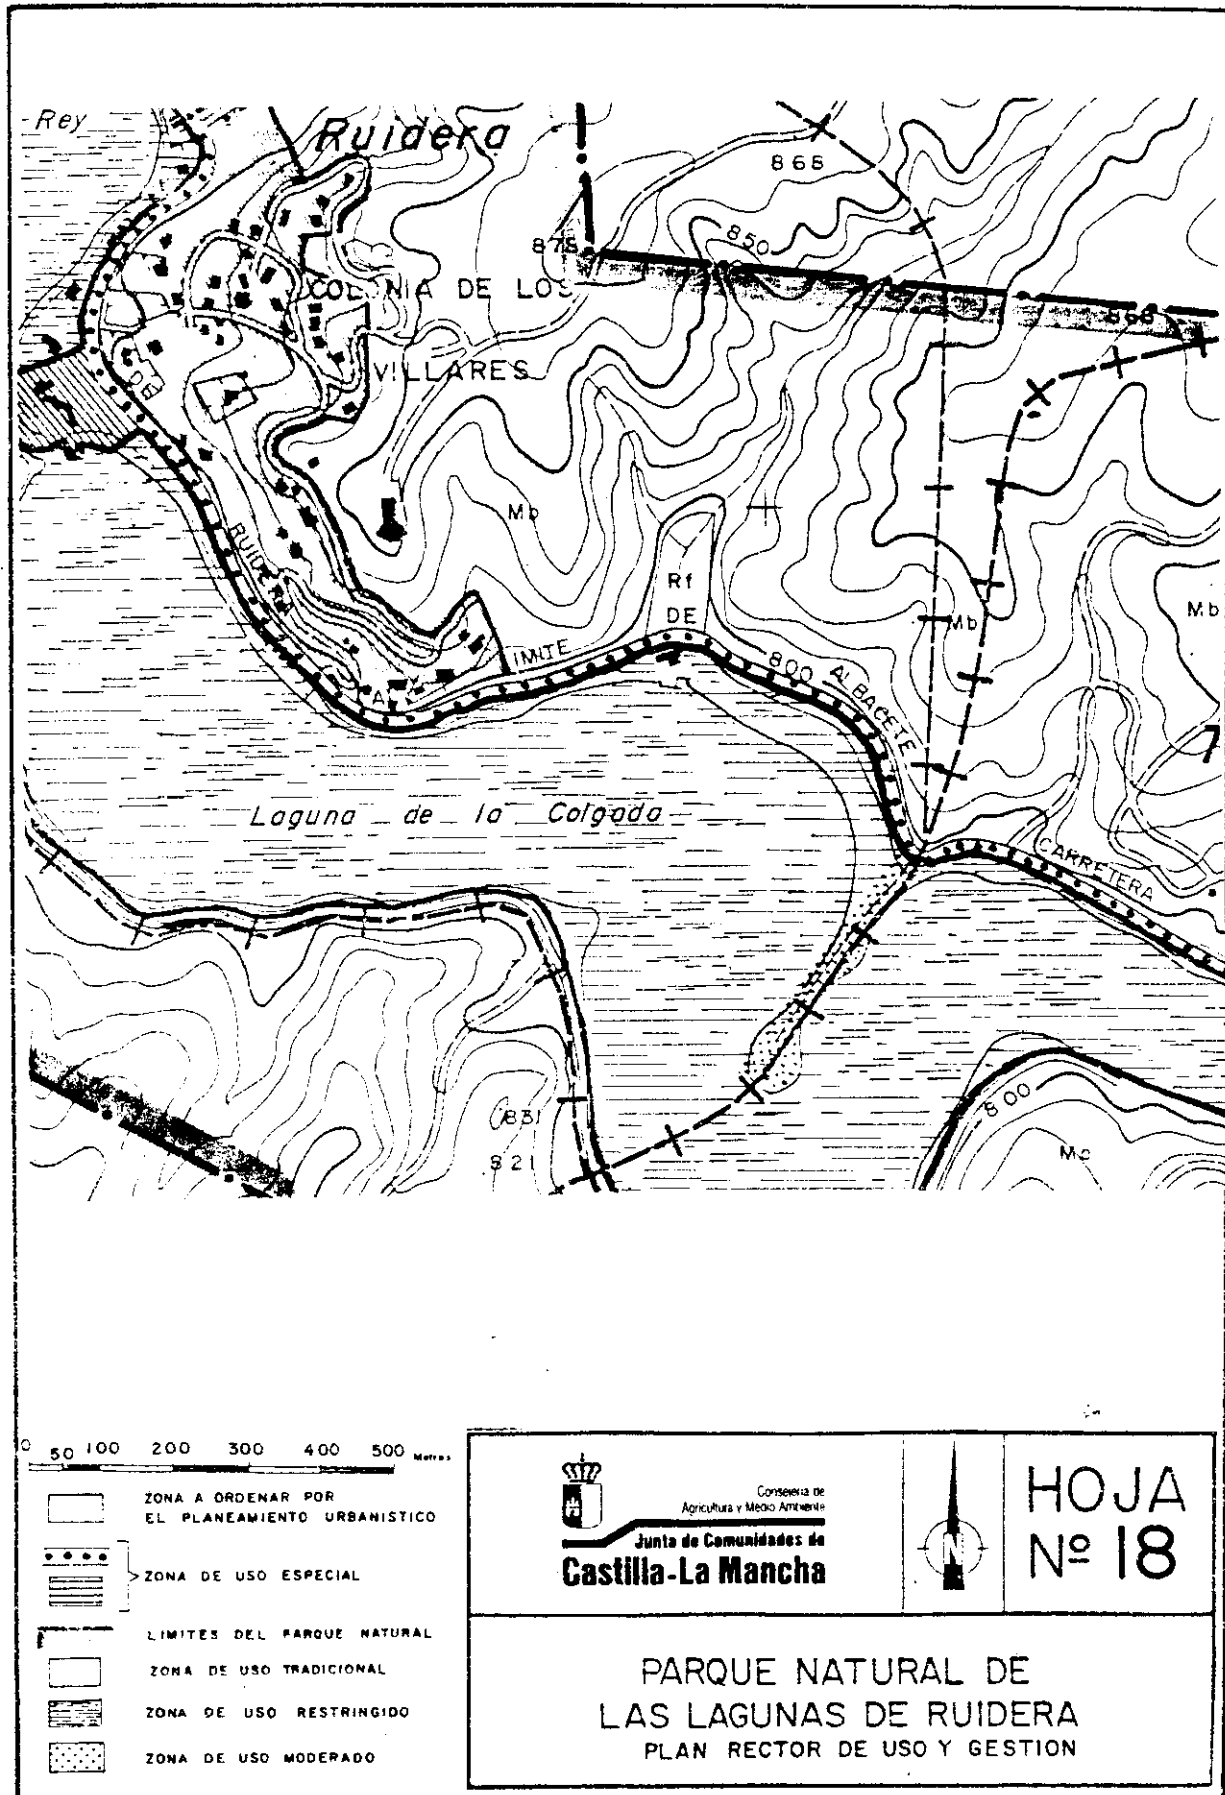 Rey
Ruidera
868
850
878
COLONIA DE LOS
868
VILLARES
Mb
RUIDERA
Rf
DE
Mb
Mb
LIMITE
800
ALBACETE
7
Laguna de la Colgada
CARRETERA
831
821
800
Mc
0 50 100 200 300 400 500 Metros
ZONA A ORDENAR POR
EL PLANEAMIENTO URBANISTICO
ZONA DE USO ESPECIAL
LIMITES DEL PARQUE NATURAL
ZONA DE USO TRADICIONAL
ZONA DE USO RESTRINGIDO
ZONA DE USO MODERADO
Consejería de
Agricultura y Medio Ambiente
Junta de Comunidades de
Castilla-La Mancha
N
HOJA
Nº 18
PARQUE NATURAL DE
LAS LAGUNAS DE RUIDERA
PLAN RECTOR DE USO Y GESTION